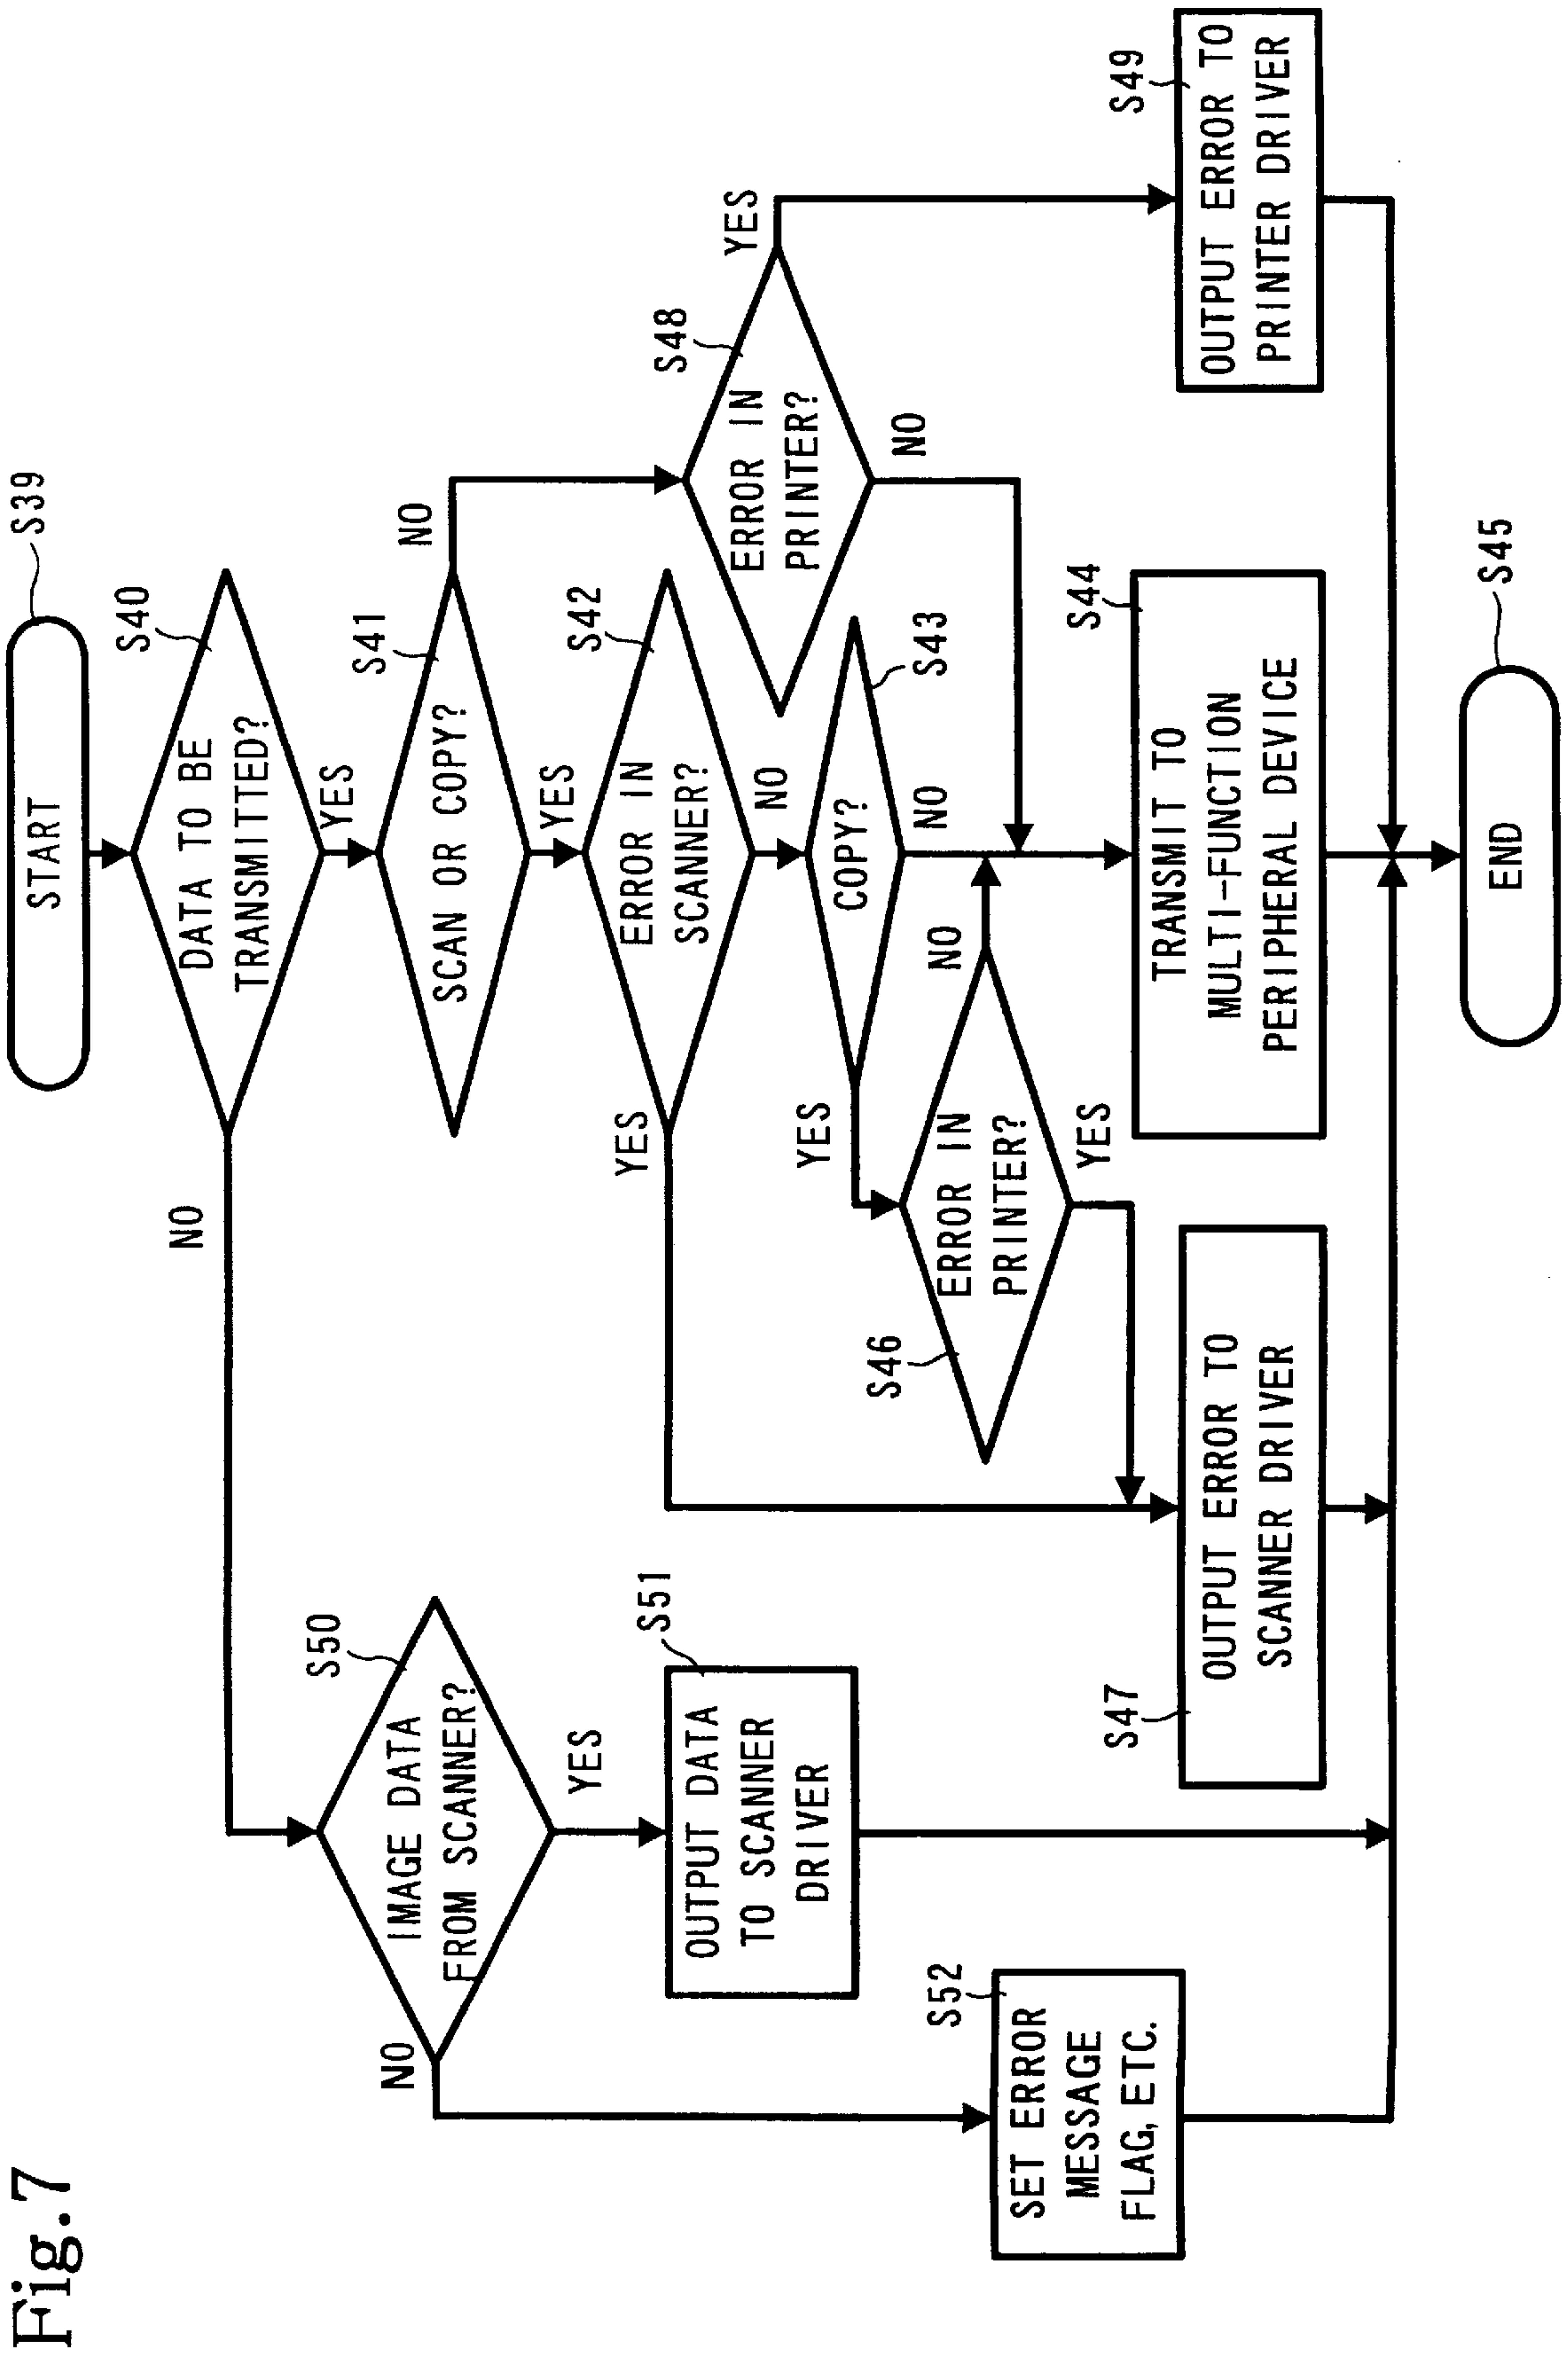 Fig.7
START
S39
DATA TO BE
TRANSMITTED?
S40
NO
YES
SCAN OR COPY?
S41
NO
YES
ERROR IN
SCANNER?
S42
YES
NO
COPY?
S43
YES
NO
ERROR IN
PRINTER?
S48
YES
NO
ERROR IN
PRINTER?
S46
NO
YES
IMAGE DATA
FROM SCANNER?
S50
NO
YES
OUTPUT DATA
TO SCANNER
DRIVER
S51
SET ERROR
MESSAGE
FLAG, ETC.
S52
OUTPUT ERROR TO
SCANNER DRIVER
S47
TRANSMIT TO
MULTI-FUNCTION
PERIPHERAL DEVICE
S44
OUTPUT ERROR TO
PRINTER DRIVER
S49
END
S45